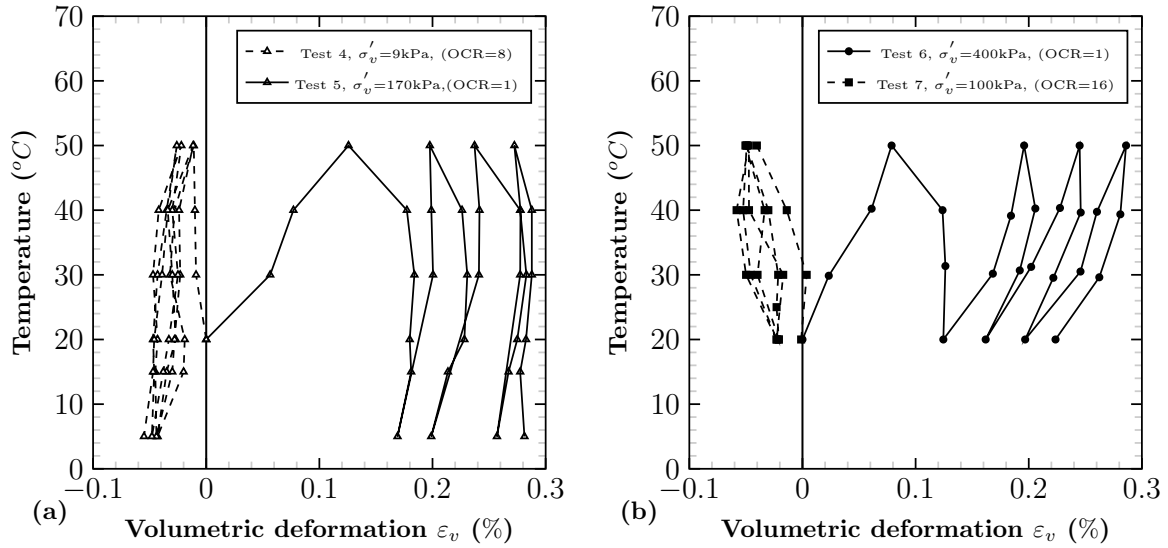 70
60
50
40
30
20
10
0
Temperature (°C)
−0.1 0 0.1 0.2 0.3
Volumetric deformation εᵥ (%)
(a)
Test 4, σ′ᵥ=9kPa, (OCR=8)
Test 5, σ′ᵥ=170kPa,(OCR=1)
70
60
50
40
30
20
10
0
Temperature (°C)
−0.1 0 0.1 0.2 0.3
Volumetric deformation εᵥ (%)
(b)
Test 6, σ′ᵥ=400kPa, (OCR=1)
Test 7, σ′ᵥ=100kPa, (OCR=16)